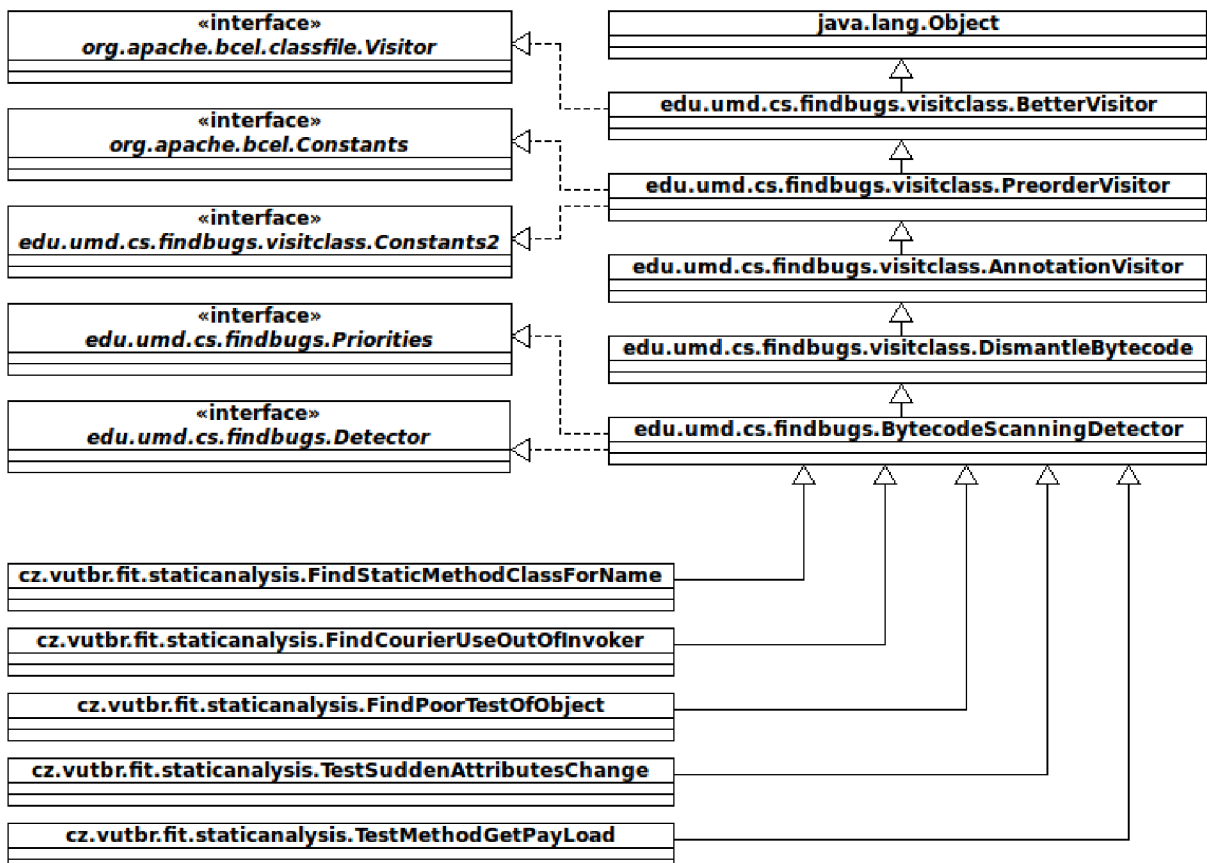 «interface»
org.apache.bcel.classfile.Visitor
«interface»
org.apache.bcel.Constants
«interface»
edu.umd.cs.findbugs.visitclass.Constants2
«interface»
edu.umd.cs.findbugs.Priorities
«interface»
edu.umd.cs.findbugs.Detector
java.lang.Object
edu.umd.cs.findbugs.visitclass.BetterVisitor
edu.umd.cs.findbugs.visitclass.PreorderVisitor
edu.umd.cs.findbugs.visitclass.AnnotationVisitor
edu.umd.cs.findbugs.visitclass.DismantleBytecode
edu.umd.cs.findbugs.BytecodeScanningDetector
cz.vutbr.fit.staticanalysis.FindStaticMethodClassForName
cz.vutbr.fit.staticanalysis.FindCourierUseOutOfInvoker
cz.vutbr.fit.staticanalysis.FindPoorTestOfObject
cz.vutbr.fit.staticanalysis.TestSuddenAttributesChange
cz.vutbr.fit.staticanalysis.TestMethodGetPayLoad